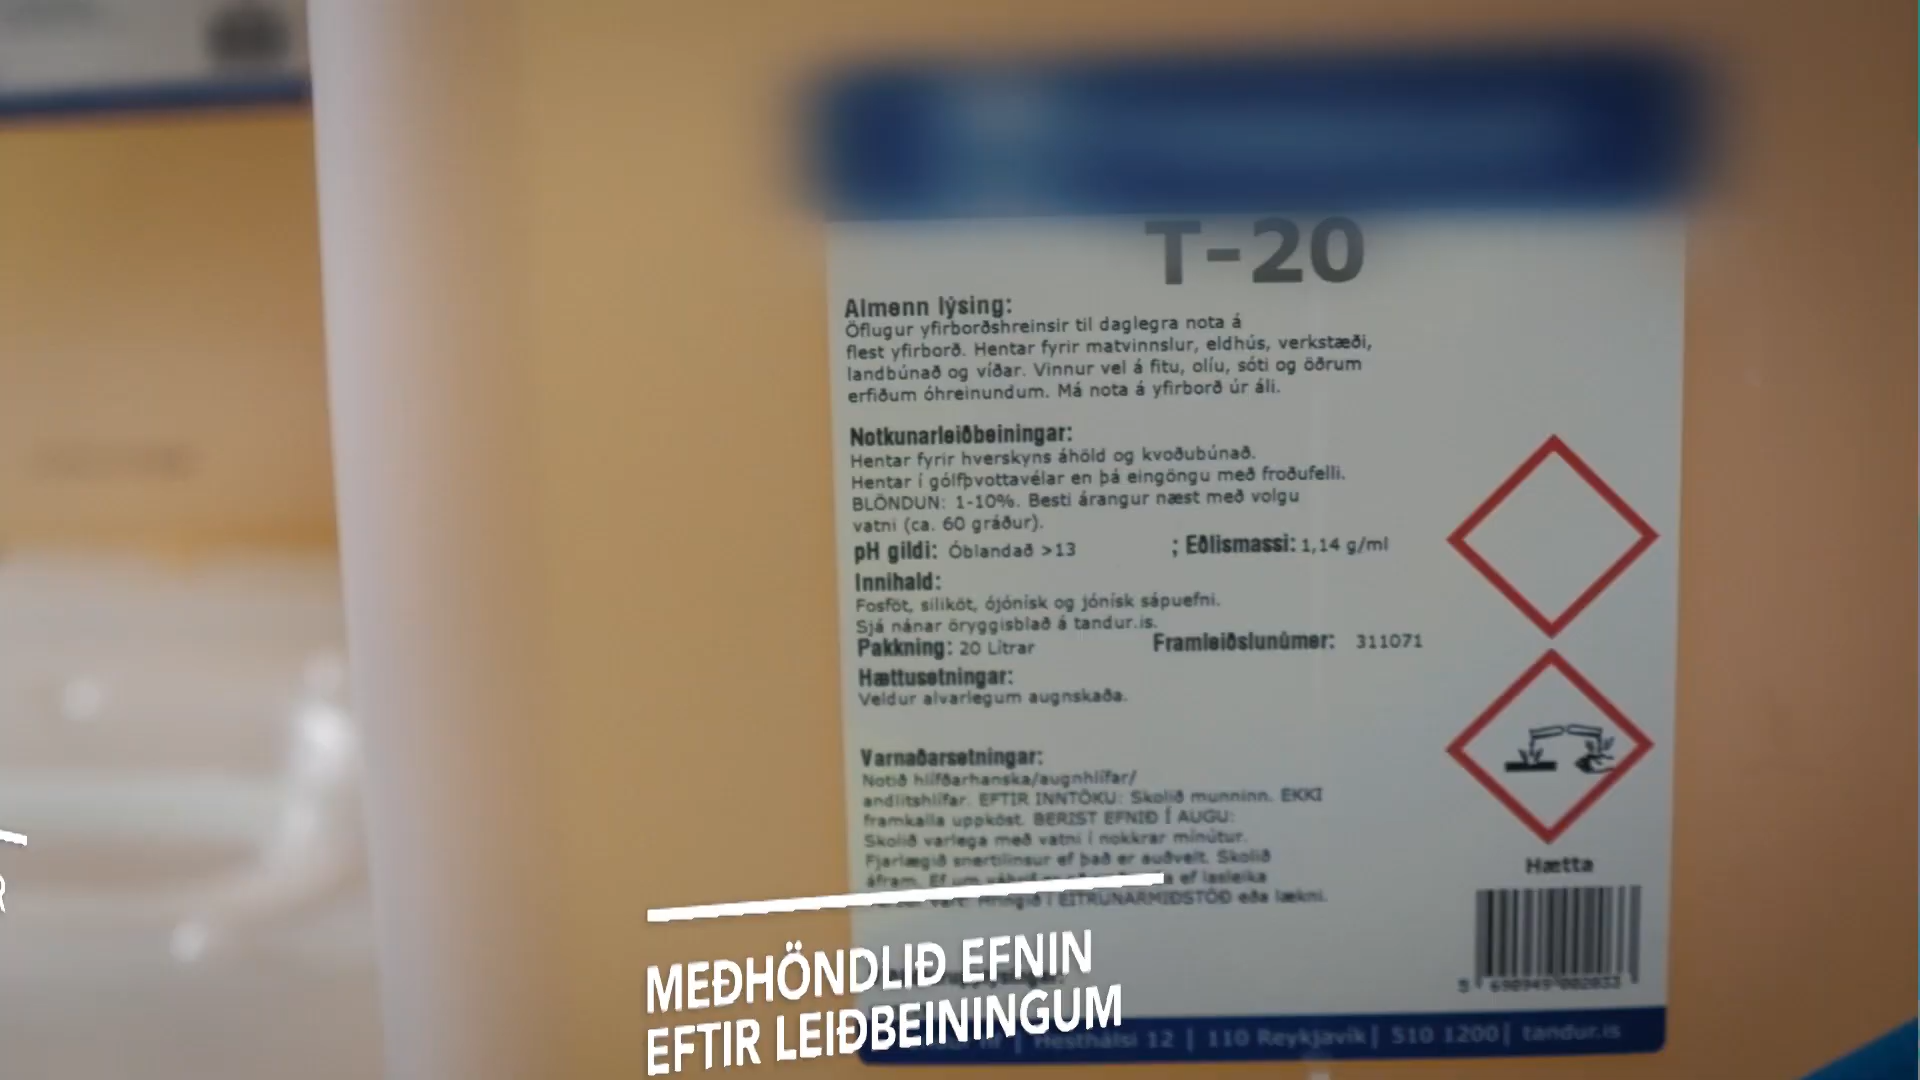 T-20
Almenn lýsing:
Öflugur yfirborðshreinsir til daglegra nota á
flest yfirborð. Hentar fyrir matvinnslur, eldhús, verkstæði,
landbúnað og víðar. Vinnur vel á fitu, olíu, sóti og öðrum
erfiðum óhreinundum. Má nota á yfirborð úr áli.
Notkunarleiðbeiningar:
Hentar fyrir hverskyns áhöld og kvoðubúnað.
Hentar í gólfþvottavélar en þá eingöngu með froðufelli.
BLÖNDUN: 1-10%. Besti árangur næst með volgu
vatni (ca. 60 gráður).
pH gildi: Óblandað >13 ; Eðlismassi: 1,14 g/ml
Innihald:
Fosföt, siliköt, ójónísk og jónísk sápuefni.
Sjá nánar öryggisblað á tandur.is.
Pakkning: 20 Lítrar Framleiðslunúmer: 311071
Hættusetningar:
Veldur alvarlegum augnskaða.
Varnaðarsetningar:
Notið hlífðarhanska/augnhlífar/
andlitshlífar. EFTIR INNTÖKU: Skolið munninn. EKKI
framkalla uppköst. BERIST EFNIÐ Í AUGU:
Skolið varlega með vatni í nokkrar mínútur.
Fjarlægið snertilinsur ef það er auðvelt. Skolið
áfram. Ef um ef lasleika
vart: Hringið í EITRUNARMIÐSTÖÐ eða lækni.
Hætta
5 690949 002033
Hestháls 12 | 110 Reykjavík | 510 1200 | tandur.is
MEÐHÖNDLIÐ EFNIN
EFTIR LEIÐBEININGUM
R